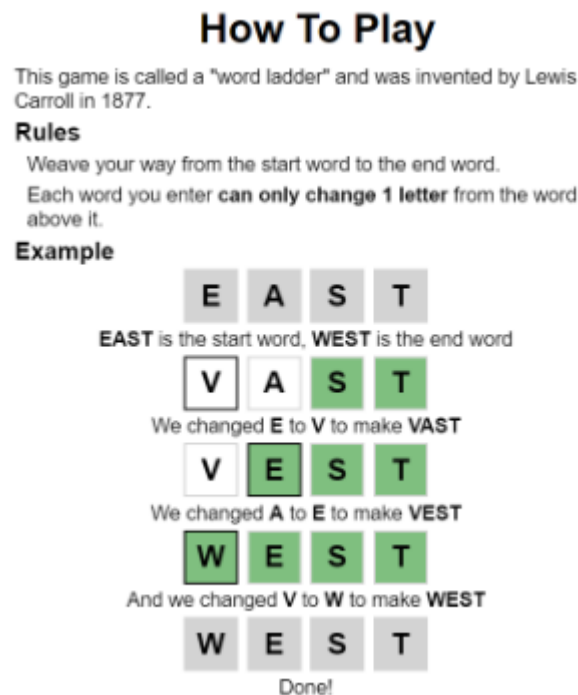 How To Play
This game is called a "word ladder" and was invented by Lewis
Carroll in 1877.
Rules
Weave your way from the start word to the end word.
Each word you enter can only change 1 letter from the word
above it.
Example
E A S T
EAST is the start word, WEST is the end word
V A S T
We changed E to V to make VAST
V E S T
We changed A to E to make VEST
W E S T
And we changed V to W to make WEST
W E S T
Done!